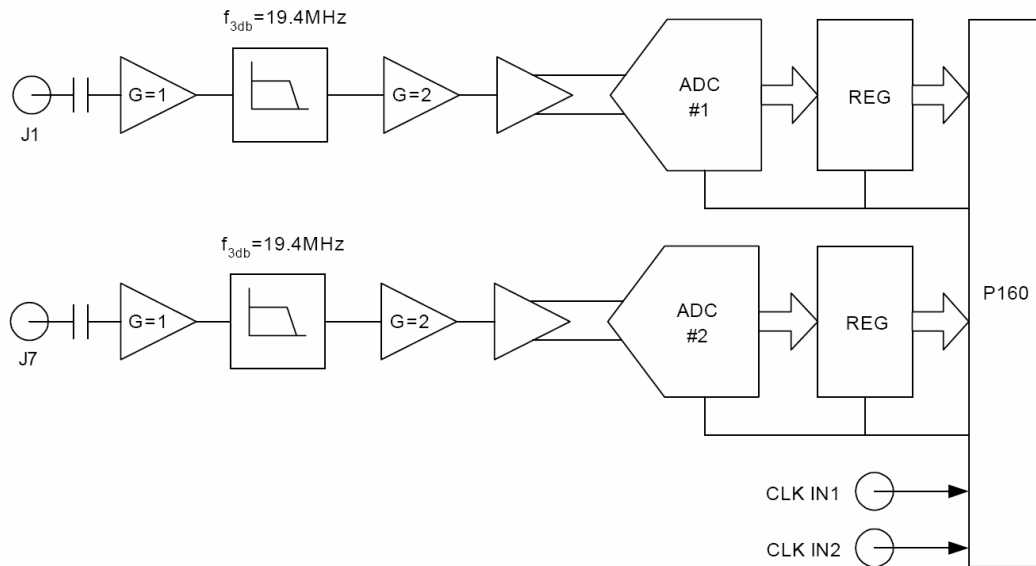 f3db=19.4MHz
J1
G=1
G=2
ADC
#1
REG
f3db=19.4MHz
J7
G=1
G=2
ADC
#2
REG
P160
CLK IN1
CLK IN2